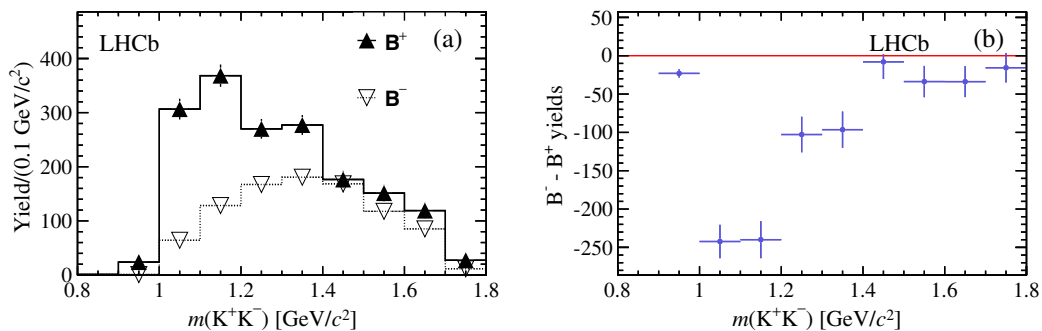 LHCb
B⁺
(a)
B⁻
Yield/(0.1 GeV/c²)
400
300
200
100
0
0.8 1 1.2 1.4 1.6 1.8
m(K⁺K⁻) [GeV/c²]
LHCb
(b)
B⁻ - B⁺ yields
50
0
-50
-100
-150
-200
-250
0.8 1 1.2 1.4 1.6 1.8
m(K⁺K⁻) [GeV/c²]